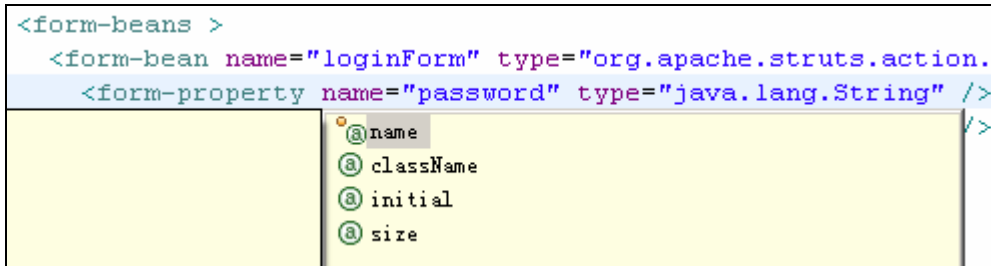 <form-beans >
<form-bean name="loginForm" type="org.apache.struts.action.
<form-property name="password" type="java.lang.String" />
name />
className
initial
size